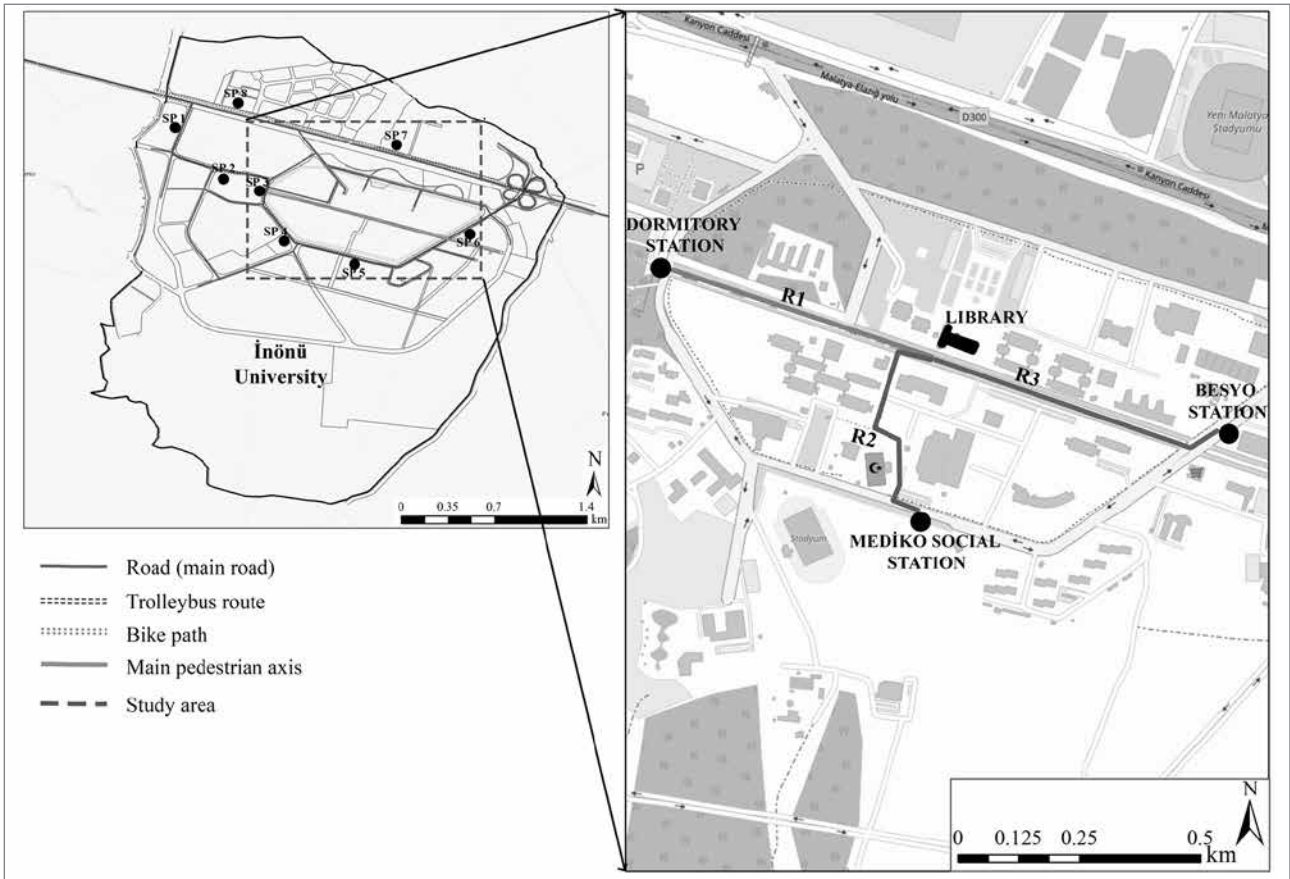 SP 8
SP 1
SP 7
SP 2
SP 3
SP 4
SP 6
SP 5
İnönü
University
N
0 0.35 0.7 1.4
km
Road (main road)
Trolleybus route
Bike path
Main pedestrian axis
Study area
Kanyon Caddesi
Malatya-Elazığ yolu
D300
Yeni Malatya
Stadyumu
Kanyon Caddesi
P
DORMITORY
STATION
R1
LIBRARY
R3
BESYO
STATION
R2
MEDİKO SOCIAL
STATION
Stadyum
N
0 0.125 0.25 0.5
km